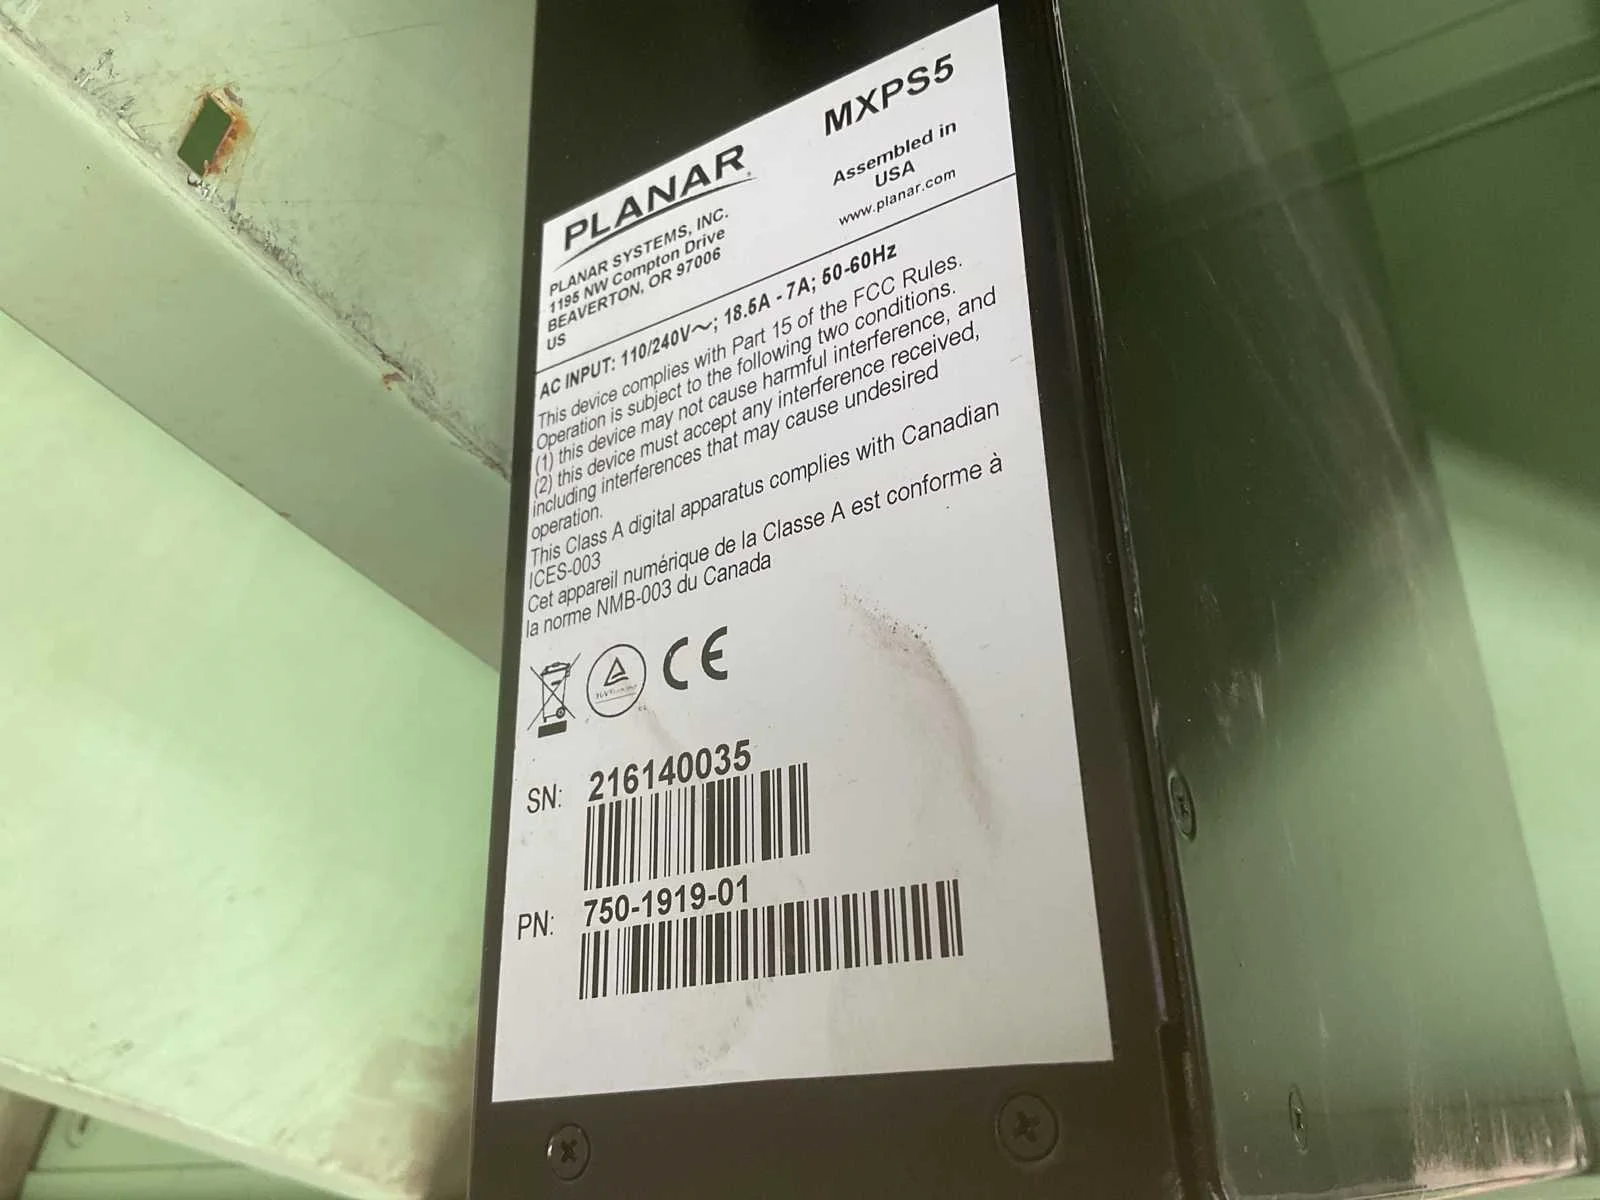 PLANAR
MXPS5
PLANAR SYSTEMS, INC.
1195 NW Compton Drive
BEAVERTON, OR 97006
US
Assembled in
USA
www.planar.com
AC INPUT: 110/240V~; 18.5A - 7A; 50-60Hz
This device complies with Part 15 of the FCC Rules.
Operation is subject to the following two conditions.
(1) this device may not cause harmful interference, and
(2) this device must accept any interference received,
including interferences that may cause undesired
operation.
This Class A digital apparatus complies with Canadian
ICES-003
Cet appareil numérique de la Classe A est conforme à
la norme NMB-003 du Canada
CE
SN: 216140035
PN: 750-1919-01